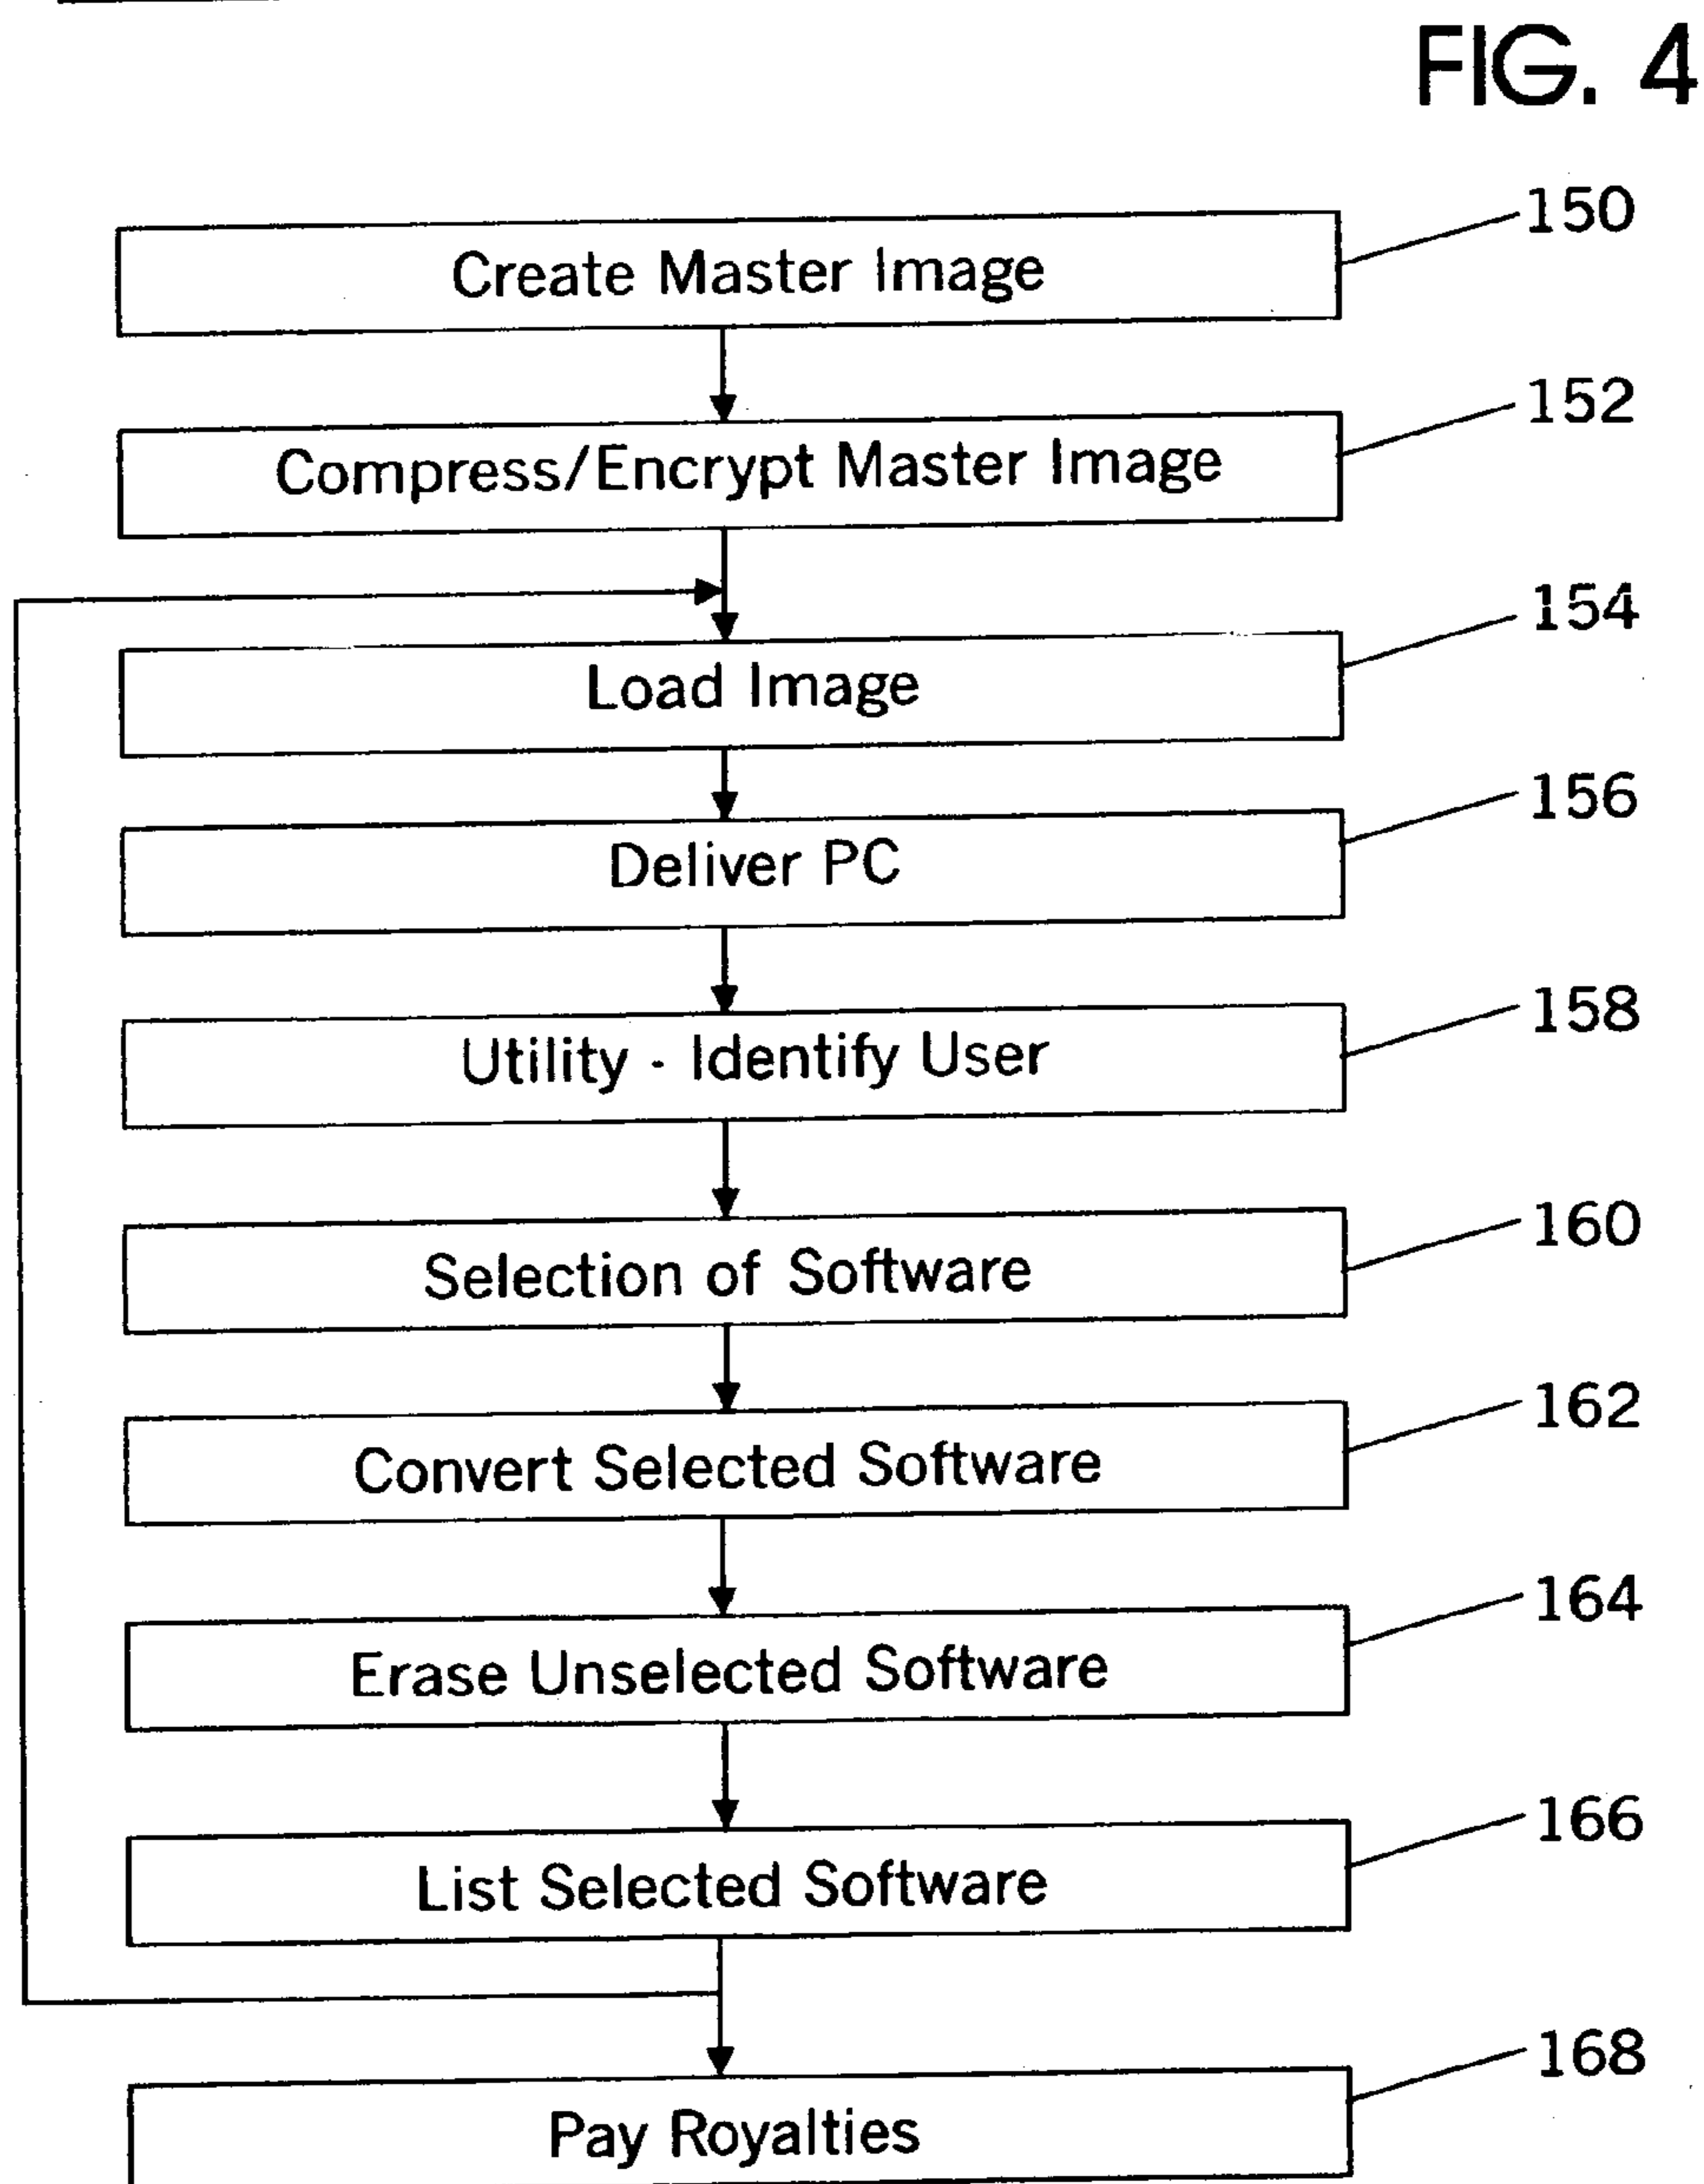 FIG. 4
150
Create Master Image
152
Compress/Encrypt Master Image
154
Load Image
156
Deliver PC
158
Utility - Identify User
160
Selection of Software
162
Convert Selected Software
164
Erase Unselected Software
166
List Selected Software
168
Pay Royalties